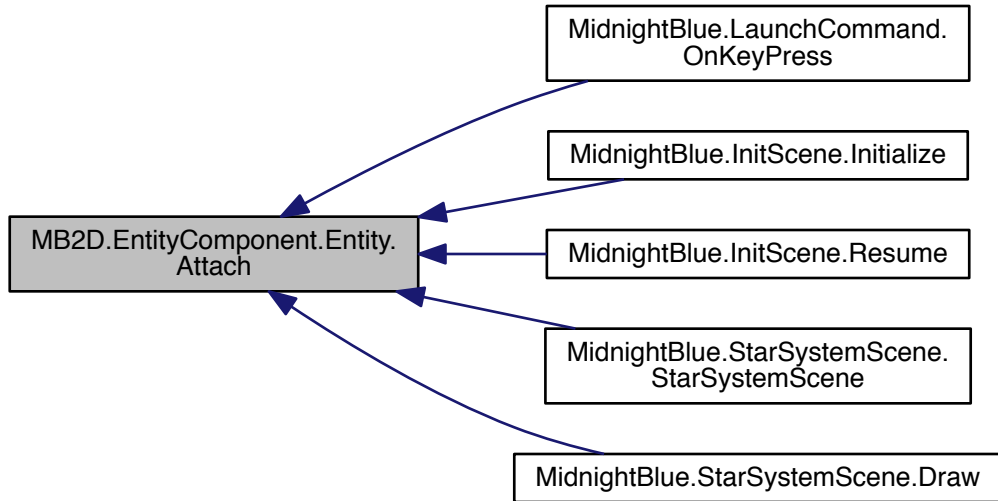 MidnightBlue.LaunchCommand.
OnKeyPress
MidnightBlue.InitScene.Initialize
MB2D.EntityComponent.Entity.
Attach
MidnightBlue.InitScene.Resume
MidnightBlue.StarSystemScene.
StarSystemScene
MidnightBlue.StarSystemScene.Draw